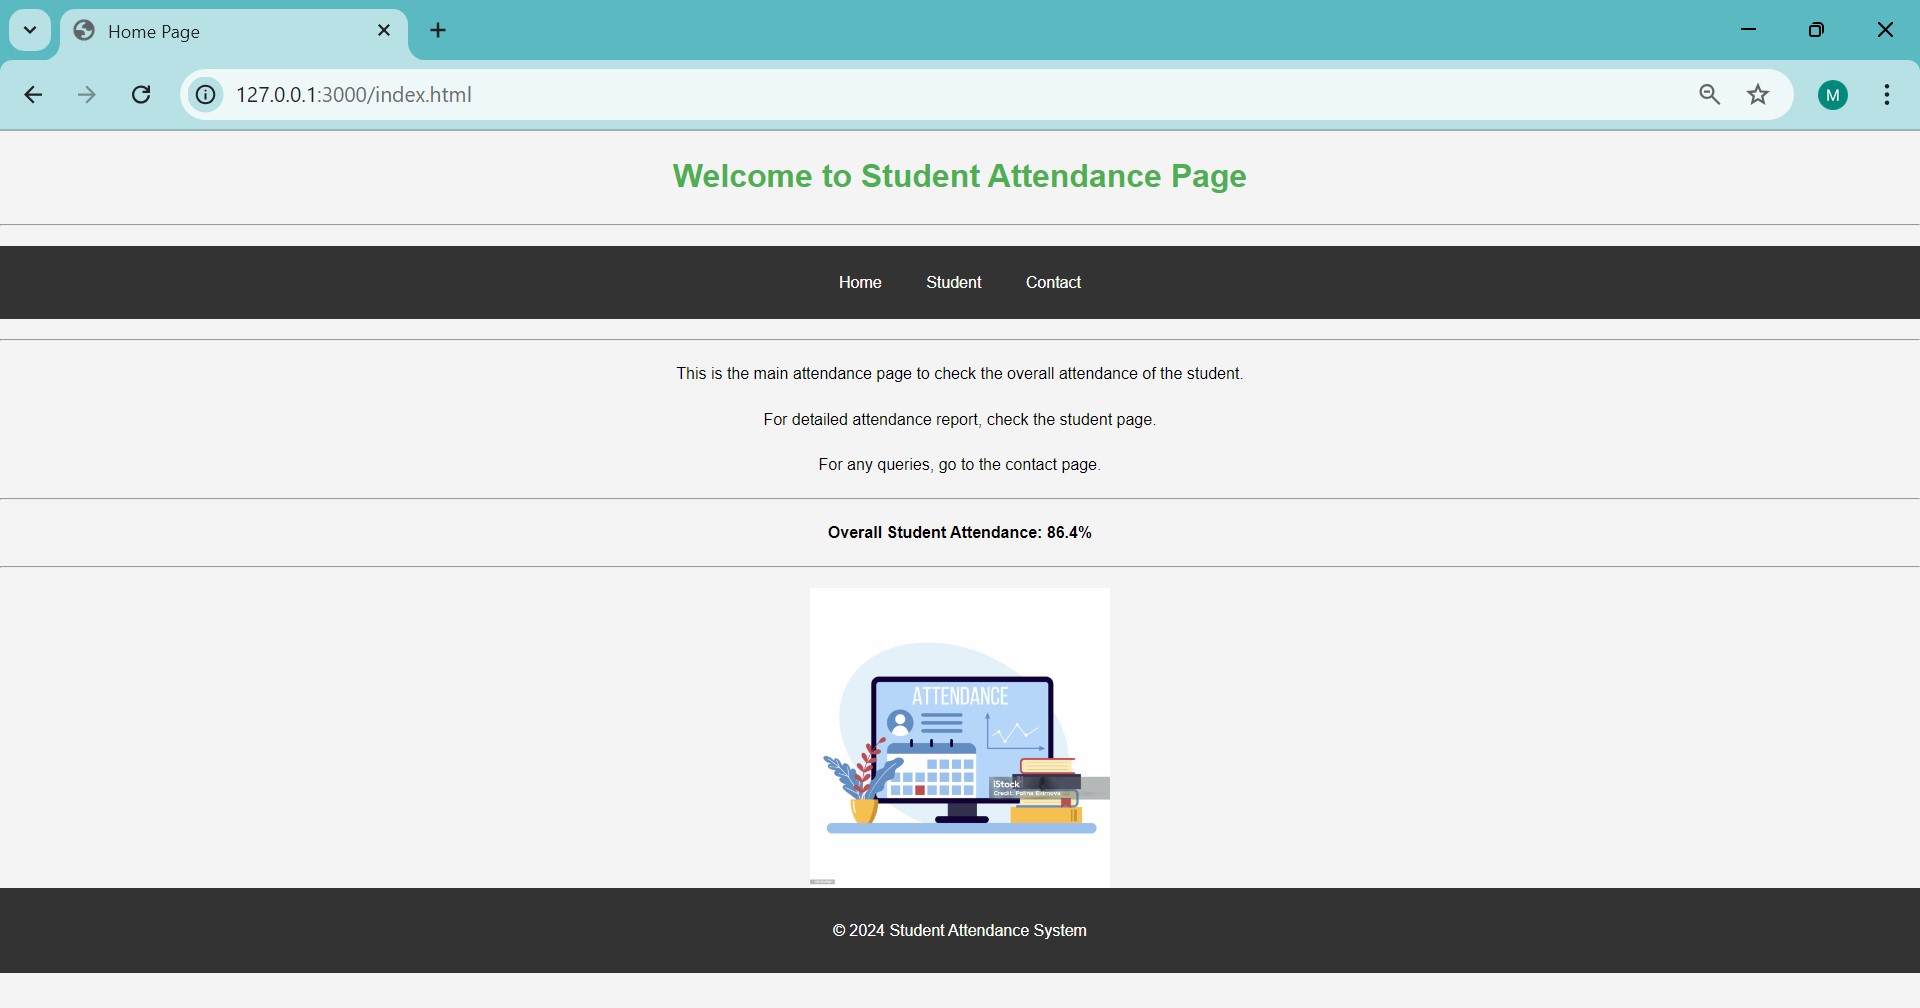 Home Page
127.0.0.1:3000/index.html
M
Welcome to Student Attendance Page
Home Student Contact
This is the main attendance page to check the overall attendance of the student.
For detailed attendance report, check the student page.
For any queries, go to the contact page.
Overall Student Attendance: 86.4%
ATTENDANCE
iStock
© 2024 Student Attendance System